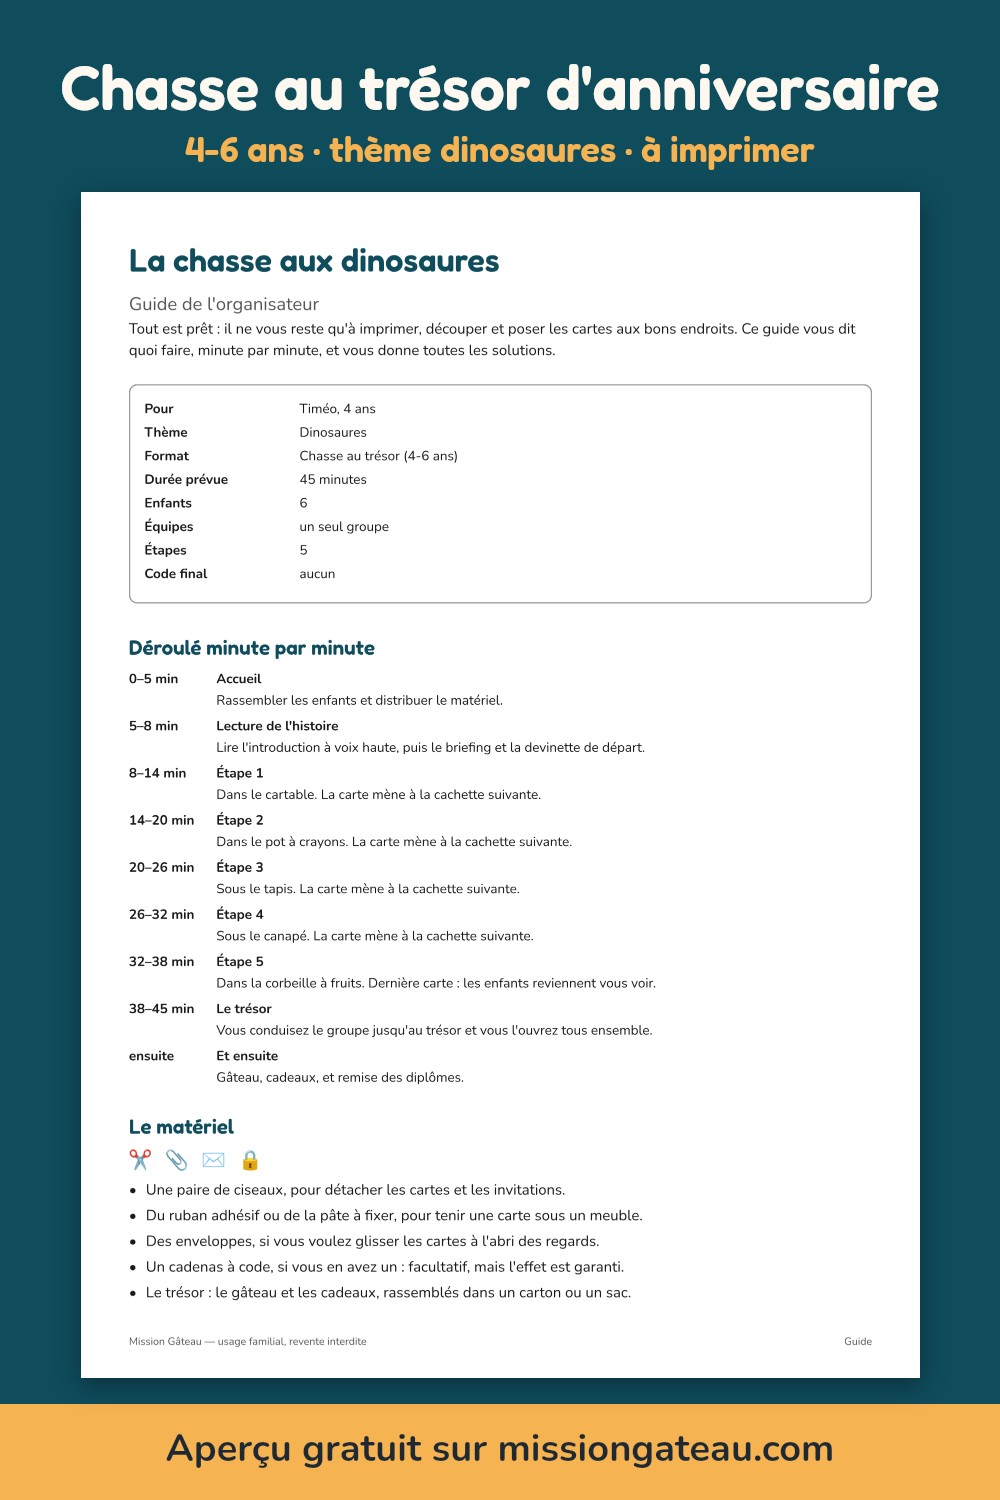 Chasse au trésor d'anniversaire
4-6 ans · thème dinosaures · à imprimer
La chasse aux dinosaures
Guide de l'organisateur
Tout est prêt : il ne vous reste qu'à imprimer, découper et poser les cartes aux bons endroits. Ce guide vous dit
quoi faire, minute par minute, et vous donne toutes les solutions.
Pour Timéo, 4 ans
Thème Dinosaures
Format Chasse au trésor (4-6 ans)
Durée prévue 45 minutes
Enfants 6
Équipes un seul groupe
Étapes 5
Code final aucun
Déroulé minute par minute
0–5 min Accueil
Rassembler les enfants et distribuer le matériel.
5–8 min Lecture de l'histoire
Lire l'introduction à voix haute, puis le briefing et la devinette de départ.
8–14 min Étape 1
Dans le cartable. La carte mène à la cachette suivante.
14–20 min Étape 2
Dans le pot à crayons. La carte mène à la cachette suivante.
20–26 min Étape 3
Sous le tapis. La carte mène à la cachette suivante.
26–32 min Étape 4
Sous le canapé. La carte mène à la cachette suivante.
32–38 min Étape 5
Dans la corbeille à fruits. Dernière carte : les enfants reviennent vous voir.
38–45 min Le trésor
Vous conduisez le groupe jusqu'au trésor et vous l'ouvrez tous ensemble.
ensuite Et ensuite
Gâteau, cadeaux, et remise des diplômes.
Le matériel
• Une paire de ciseaux, pour détacher les cartes et les invitations.
• Du ruban adhésif ou de la pâte à fixer, pour tenir une carte sous un meuble.
• Des enveloppes, si vous voulez glisser les cartes à l'abri des regards.
• Un cadenas à code, si vous en avez un : facultatif, mais l'effet est garanti.
• Le trésor : le gâteau et les cadeaux, rassemblés dans un carton ou un sac.
Mission Gâteau — usage familial, revente interdite Guide
Aperçu gratuit sur missiongateau.com